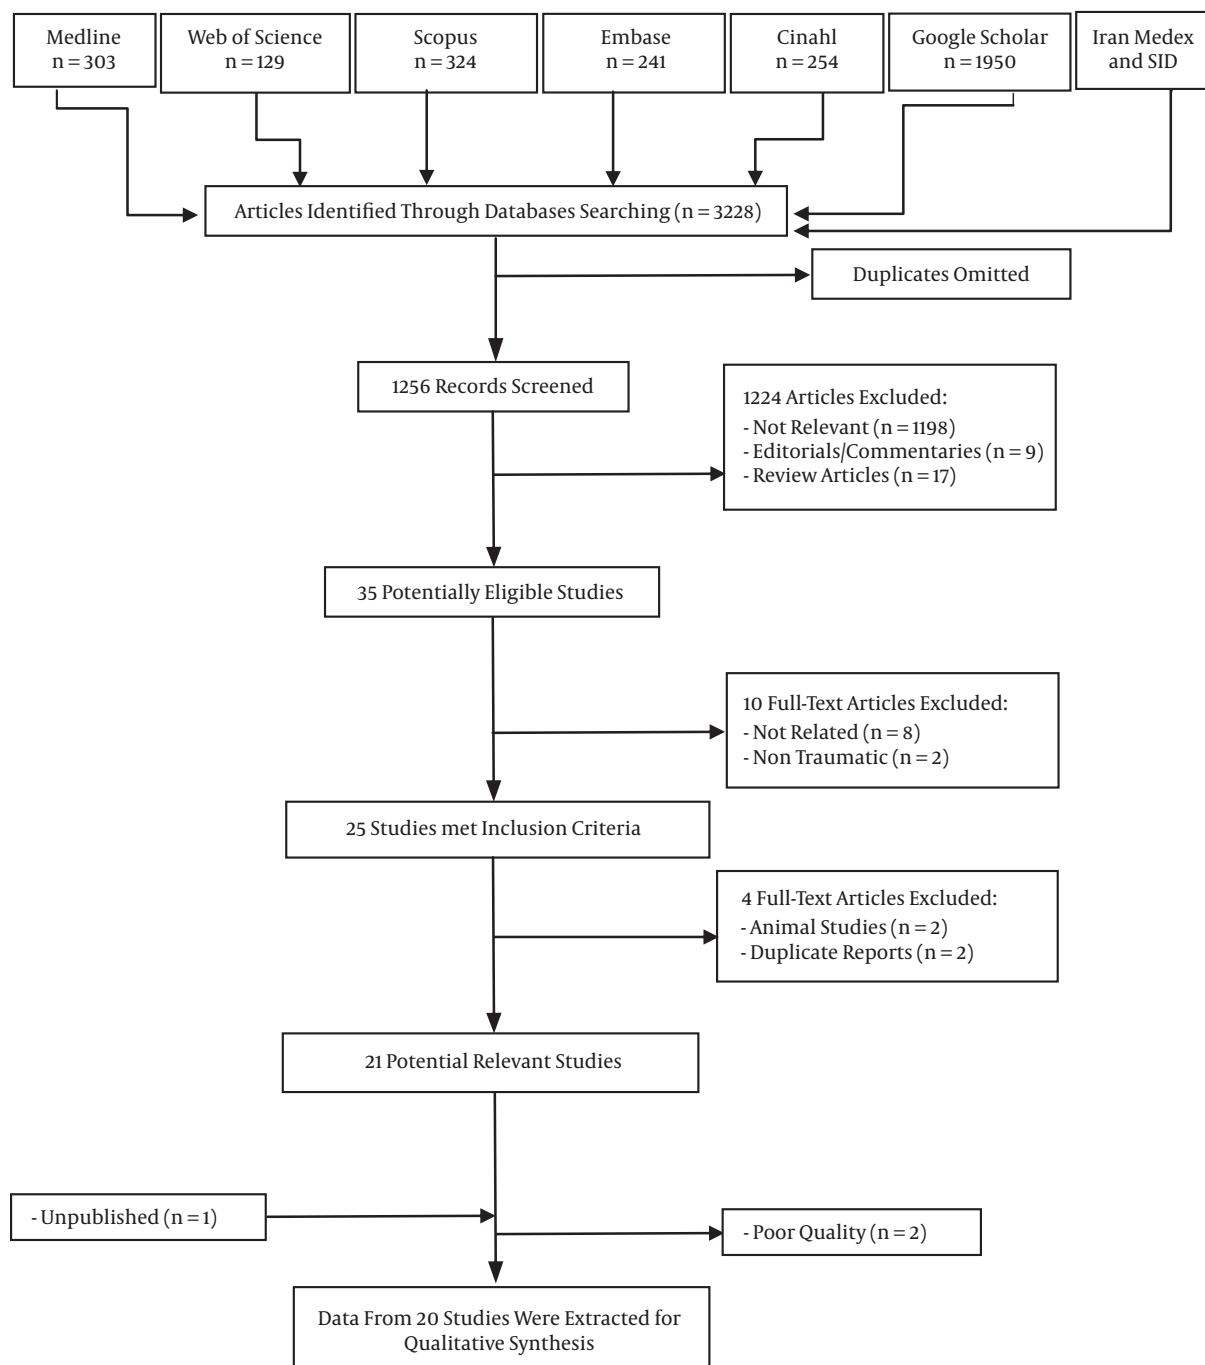 Medline
n = 303
Web of Science
n = 129
Scopus
n = 324
Embase
n = 241
Cinahl
n = 254
Google Scholar
n = 1950
Iran Medex
and SID
Articles Identified Through Databases Searching (n = 3228)
Duplicates Omitted
1256 Records Screened
1224 Articles Excluded:
- Not Relevant (n = 1198)
- Editorials/Commentaries (n = 9)
- Review Articles (n = 17)
35 Potentially Eligible Studies
10 Full-Text Articles Excluded:
- Not Related (n = 8)
- Non Traumatic (n = 2)
25 Studies met Inclusion Criteria
4 Full-Text Articles Excluded:
- Animal Studies (n = 2)
- Duplicate Reports (n = 2)
21 Potential Relevant Studies
- Unpublished (n = 1)
- Poor Quality (n = 2)
Data From 20 Studies Were Extracted for
Qualitative Synthesis